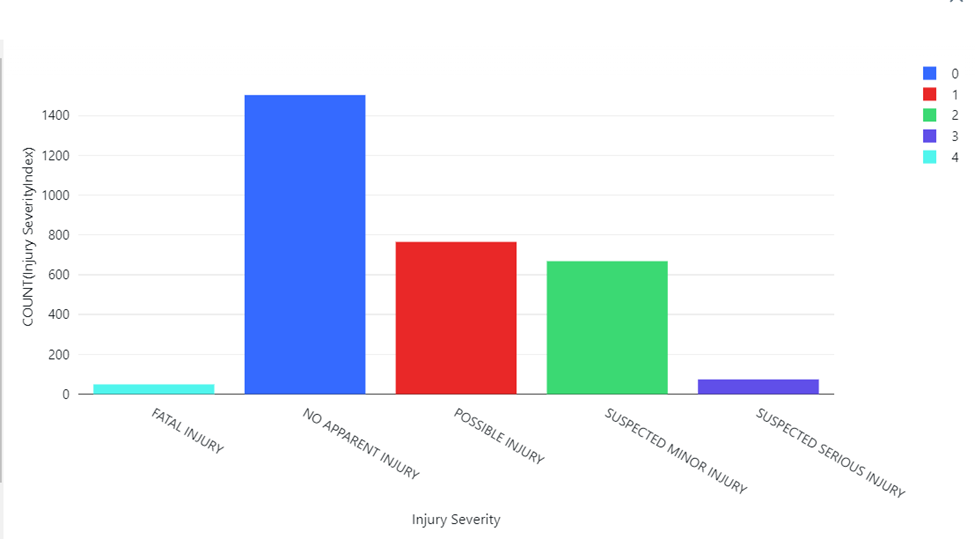 0
1
2
3
4
COUNT(Injury SeverityIndex)
1400
1200
1000
800
600
400
200
0
FATAL INJURY
NO APPARENT INJURY
POSSIBLE INJURY
SUSPECTED MINOR INJURY
SUSPECTED SERIOUS INJURY
Injury Severity